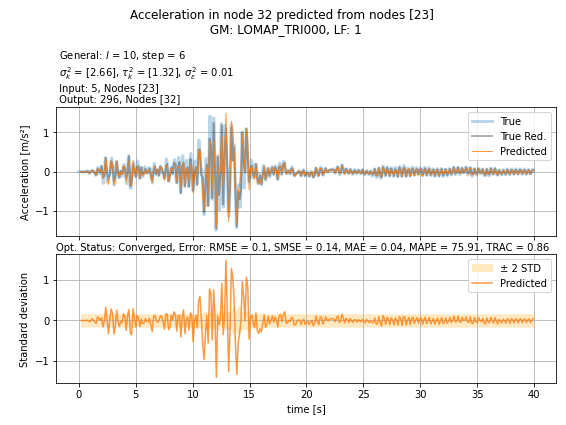 Acceleration in node 32 predicted from nodes [23]
GM: LOMAP_TRI000, LF: 1
General: l = 10, step = 6
σ²ₖ = [2.66], τ²ₖ = [1.32], σ²ε = 0.01
Input: 5, Nodes [23]
Output: 296, Nodes [32]
Acceleration [m/s²]
1
0
−1
True
True Red.
Predicted
Opt. Status: Converged, Error: RMSE = 0.1, SMSE = 0.14, MAE = 0.04, MAPE = 75.91, TRAC = 0.86
Standard deviation
1
0
−1
± 2 STD
Predicted
0 5 10 15 20 25 30 35 40
time [s]